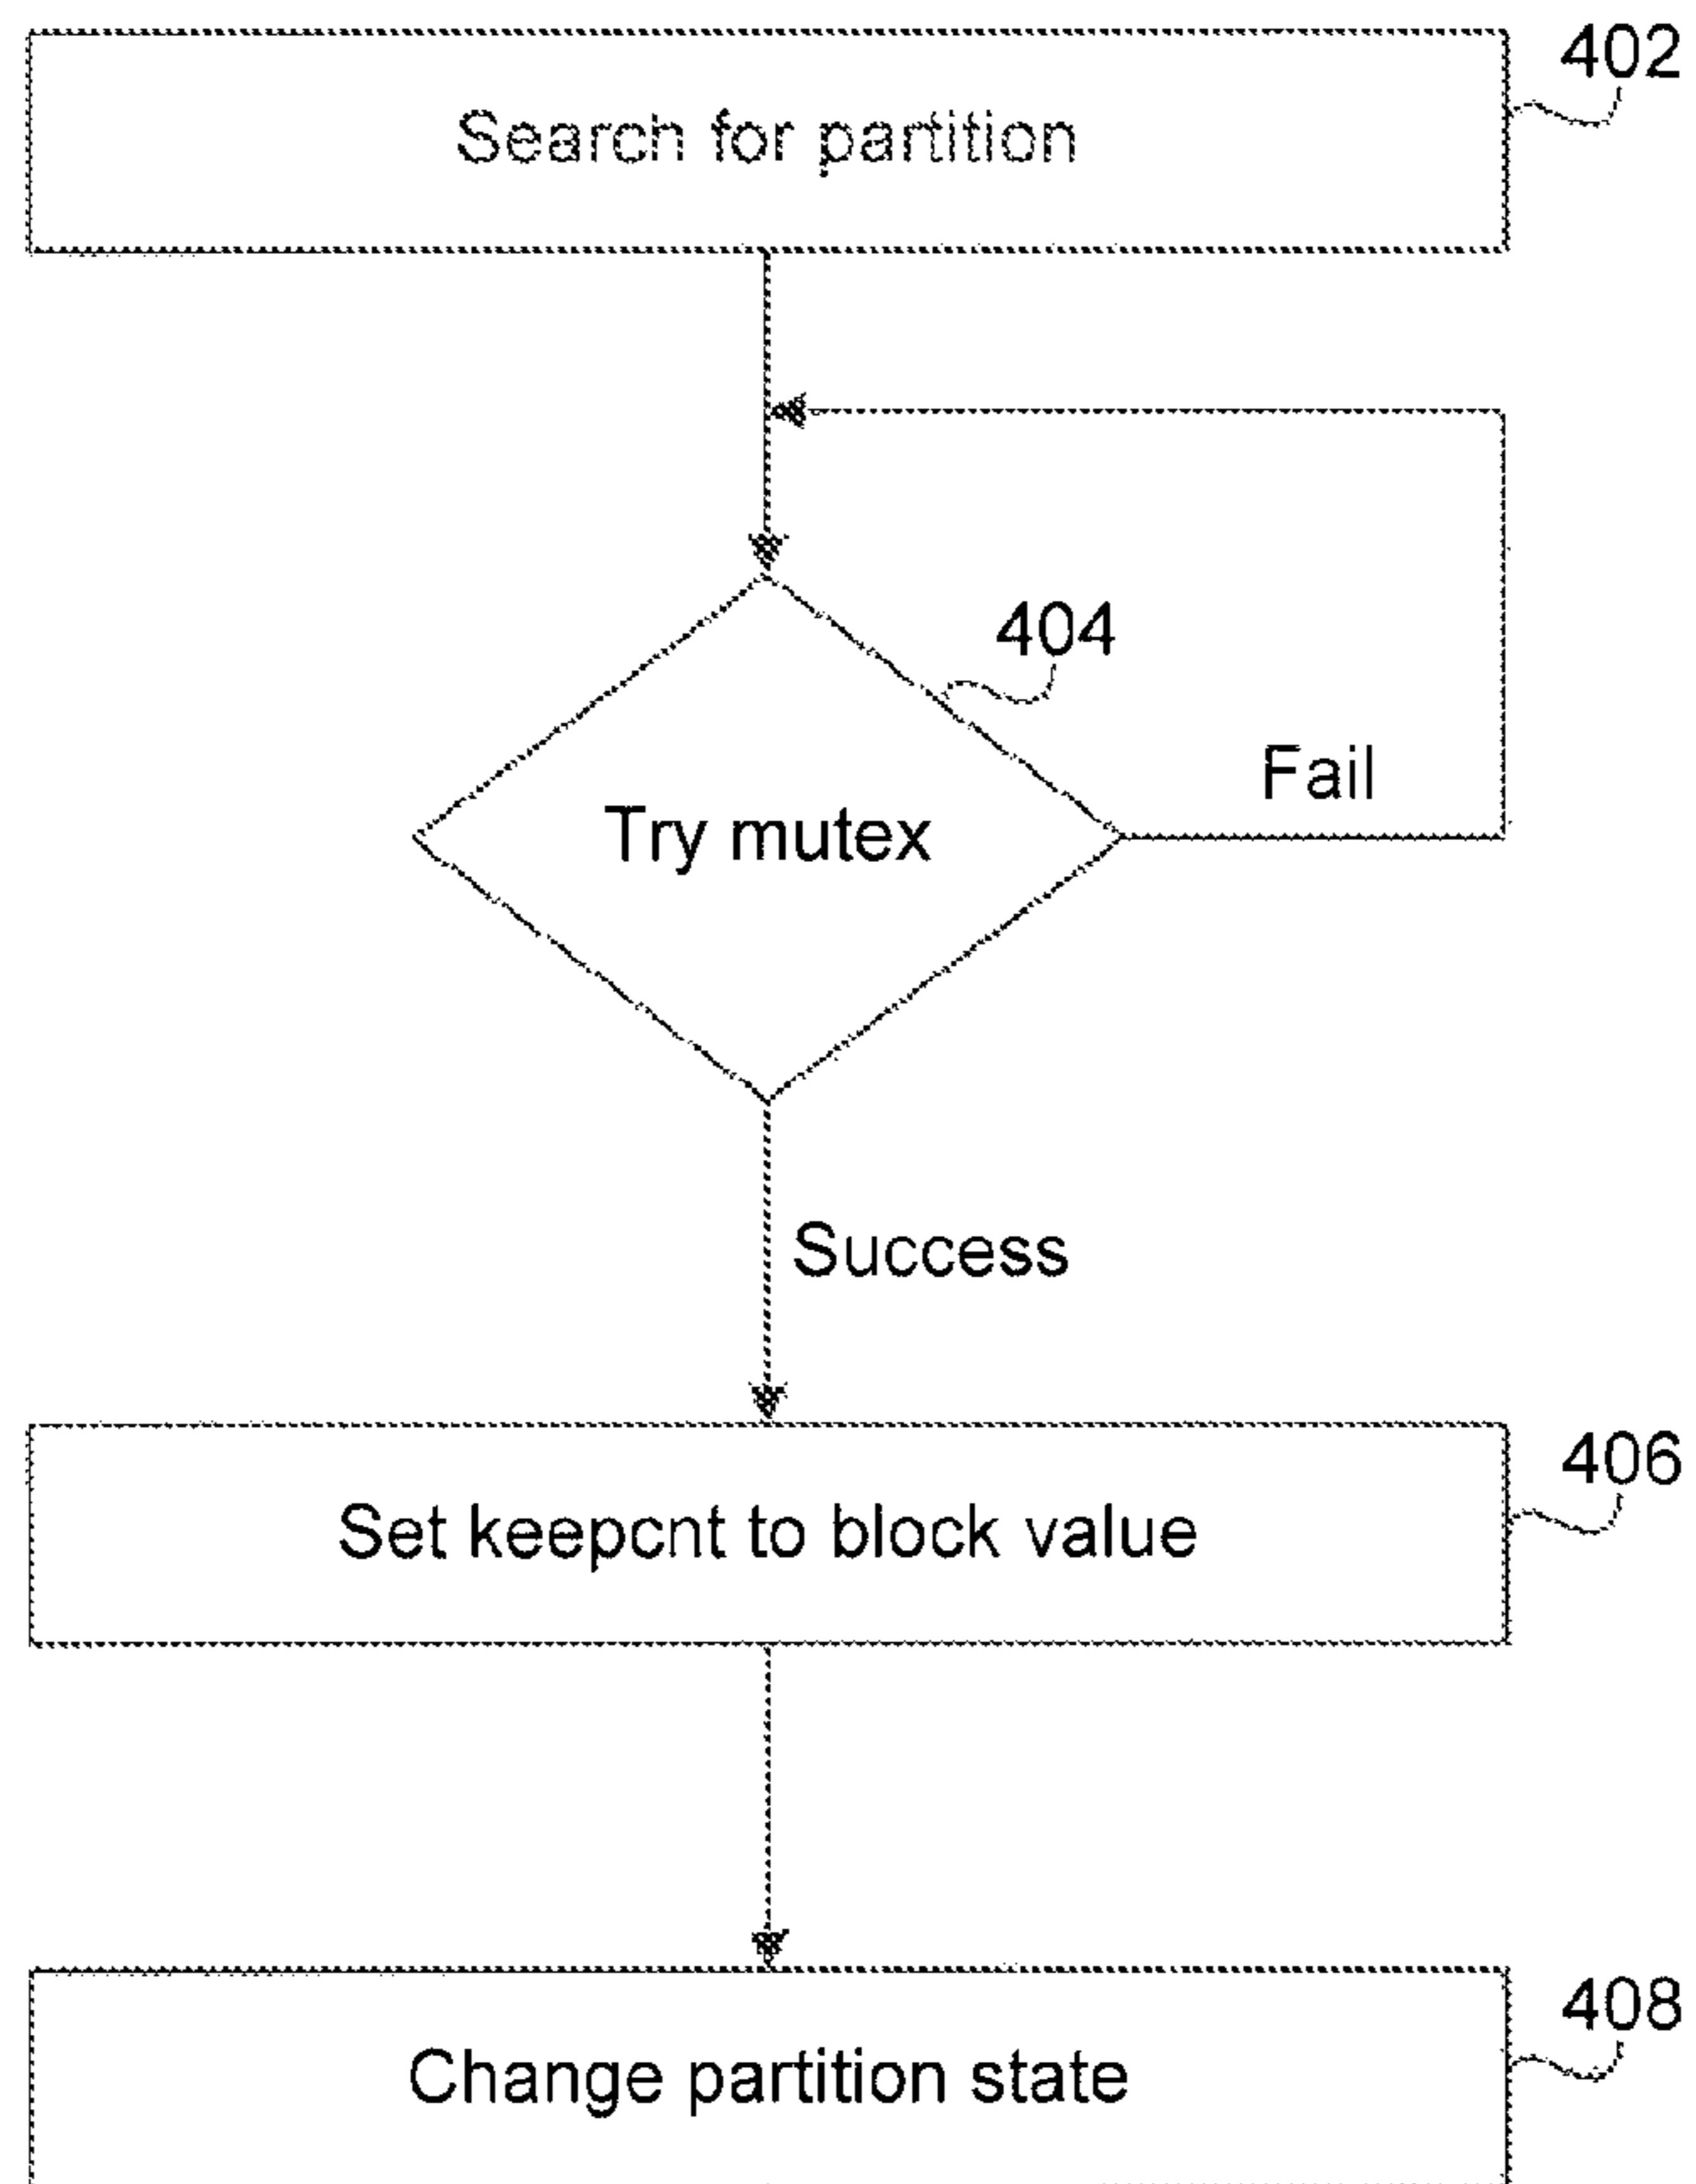 402
Search for partition
404
Fail
Try mutex
Success
406
Set keepcnt to block value
408
Change partition state